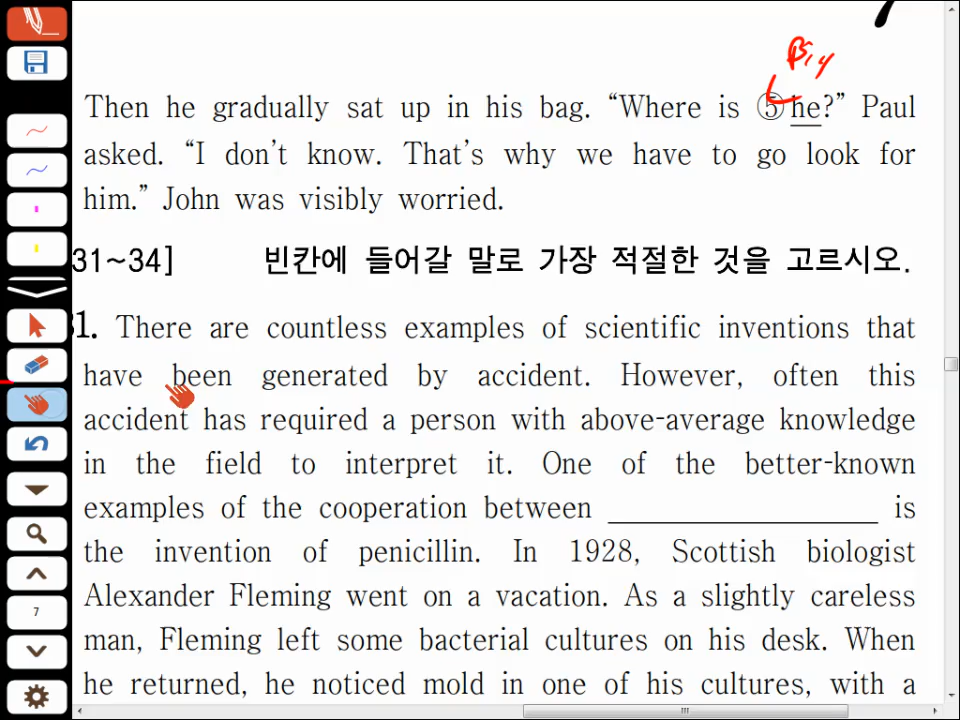 Billy
Then he gradually sat up in his bag. “Where is ⑤ he?” Paul
asked. “I don't know. That's why we have to go look for
him.” John was visibly worried.
31~34] 빈칸에 들어갈 말로 가장 적절한 것을 고르시오.
31. There are countless examples of scientific inventions that
have been generated by accident. However, often this
accident has required a person with above-average knowledge
in the field to interpret it. One of the better-known
examples of the cooperation between ____________________ is
the invention of penicillin. In 1928, Scottish biologist
Alexander Fleming went on a vacation. As a slightly careless
man, Fleming left some bacterial cultures on his desk. When
he returned, he noticed mold in one of his cultures, with a
7